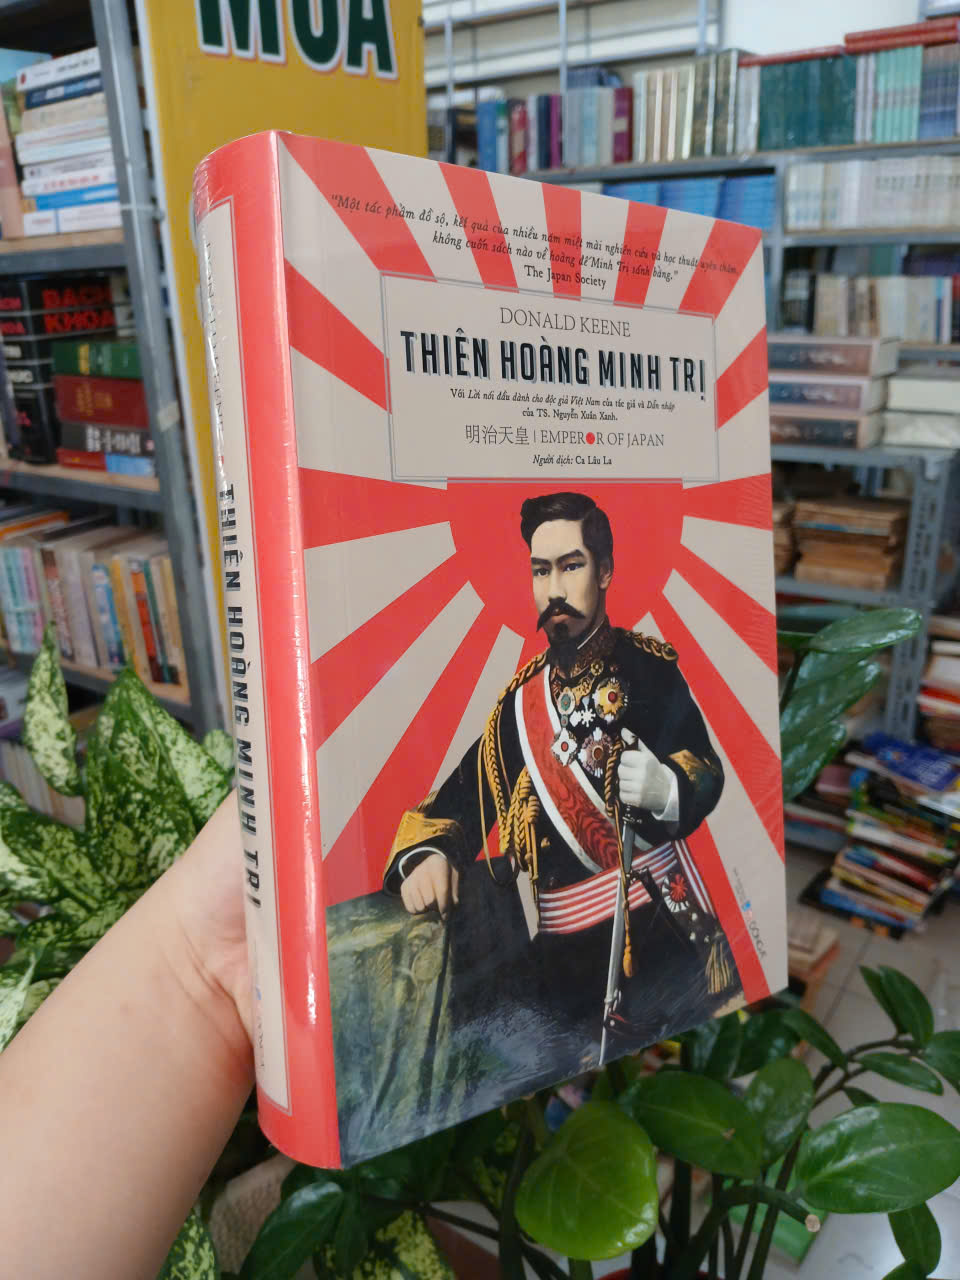 MUA
"Một tác phẩm đồ sộ, kết quả của nhiều năm miệt mài nghiên cứu và học thuật uyên thâm,
không cuốn sách nào về hoàng đế Minh Trị sánh bằng."
The Japan Society
DONALD KEENE
THIÊN HOÀNG MINH TRỊ
Với Lời nói đầu dành cho độc giả Việt Nam của tác giả và Dẫn nhập
của TS. Nguyễn Xuân Xanh.
明治天皇 | EMPEROR OF JAPAN
Người dịch: Ca Lâu La
THIÊN HOÀNG MINH TRỊ
ĐÔNG A
BÁCH
KHOA